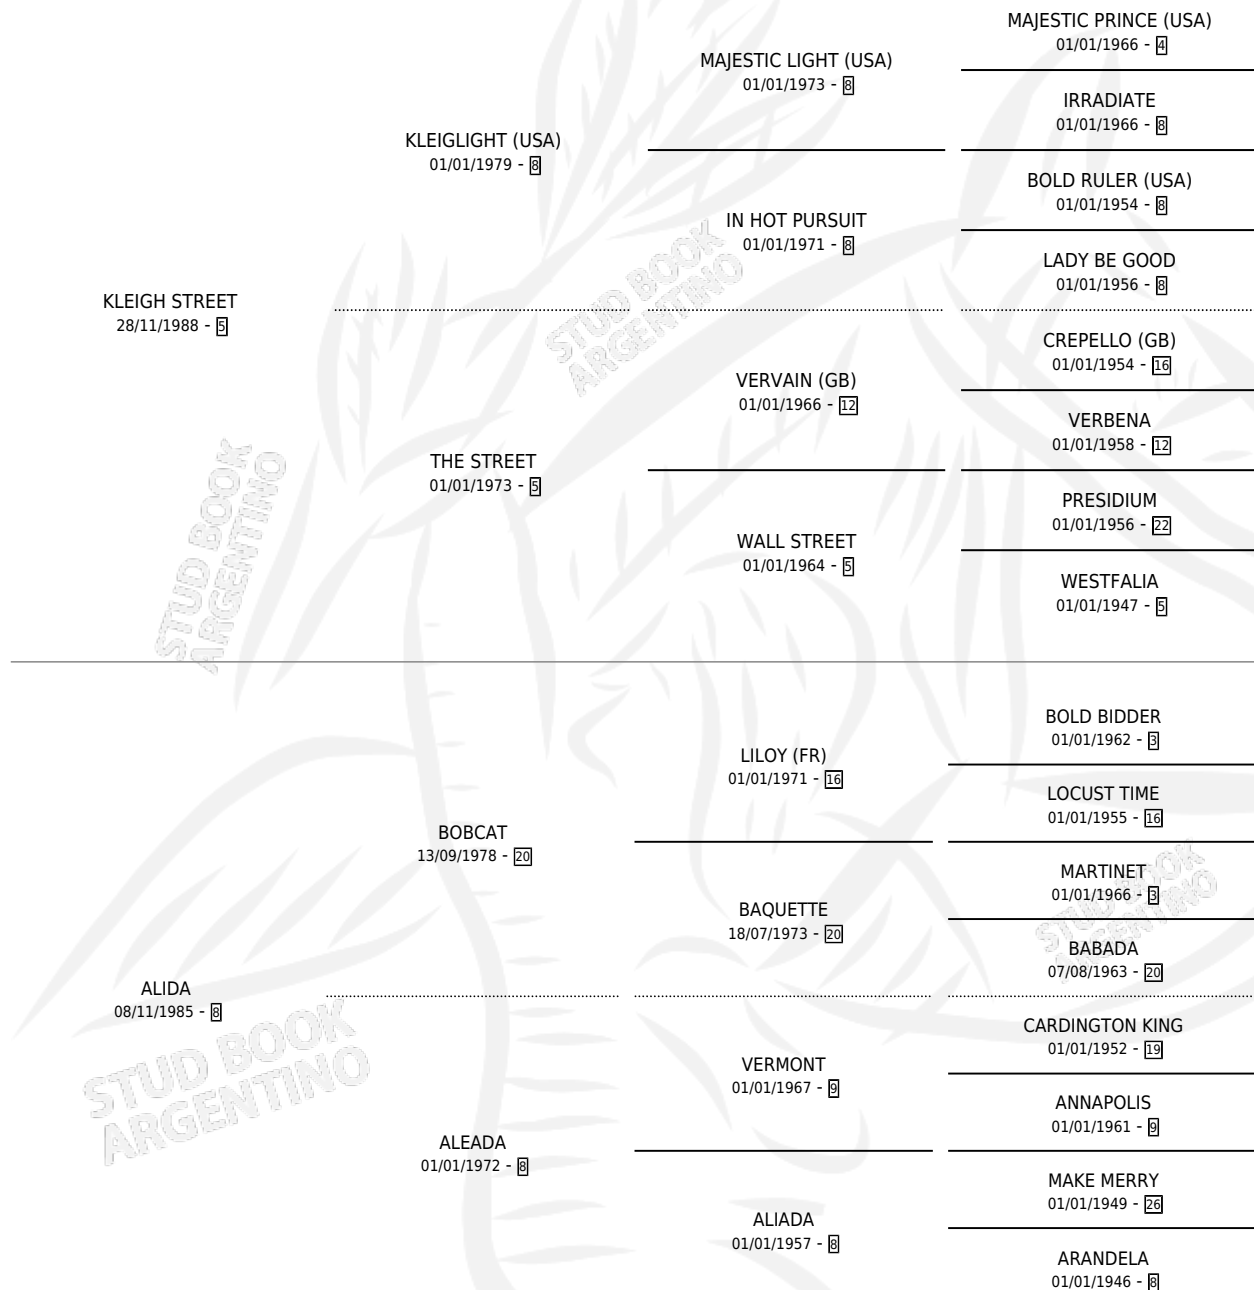 MAJESTIC PRINCE (USA)
01/01/1966 - 4
MAJESTIC LIGHT (USA)
01/01/1973 - 8
IRRADIATE
01/01/1966 - 8
KLEIGLIGHT (USA)
01/01/1979 - 8
BOLD RULER (USA)
01/01/1954 - 8
IN HOT PURSUIT
01/01/1971 - 8
LADY BE GOOD
01/01/1956 - 8
KLEIGH STREET
28/11/1988 - 5
STUD BOOK
ARGENTINO
CREPELLO (GB)
01/01/1954 - 16
VERVAIN (GB)
01/01/1966 - 12
VERBENA
01/01/1958 - 12
THE STREET
01/01/1973 - 5
PRESIDIUM
01/01/1956 - 22
WALL STREET
01/01/1964 - 5
WESTFALIA
01/01/1947 - 5
STUD BOOK
ARGENTINO
BOLD BIDDER
01/01/1962 - 3
LILOY (FR)
01/01/1971 - 16
LOCUST TIME
01/01/1955 - 16
BOBCAT
13/09/1978 - 20
MARTINET
01/01/1966 - 3
BAQUETTE
18/07/1973 - 20
STUD BOOK
ARGENTINO
BABADA
07/08/1963 - 20
ALIDA
08/11/1985 - 8
STUD BOOK
ARGENTINO
CARDINGTON KING
01/01/1952 - 19
VERMONT
01/01/1967 - 9
ANNAPOLIS
01/01/1961 - 9
ALEADA
01/01/1972 - 8
MAKE MERRY
01/01/1949 - 26
ALIADA
01/01/1957 - 8
ARANDELA
01/01/1946 - 8